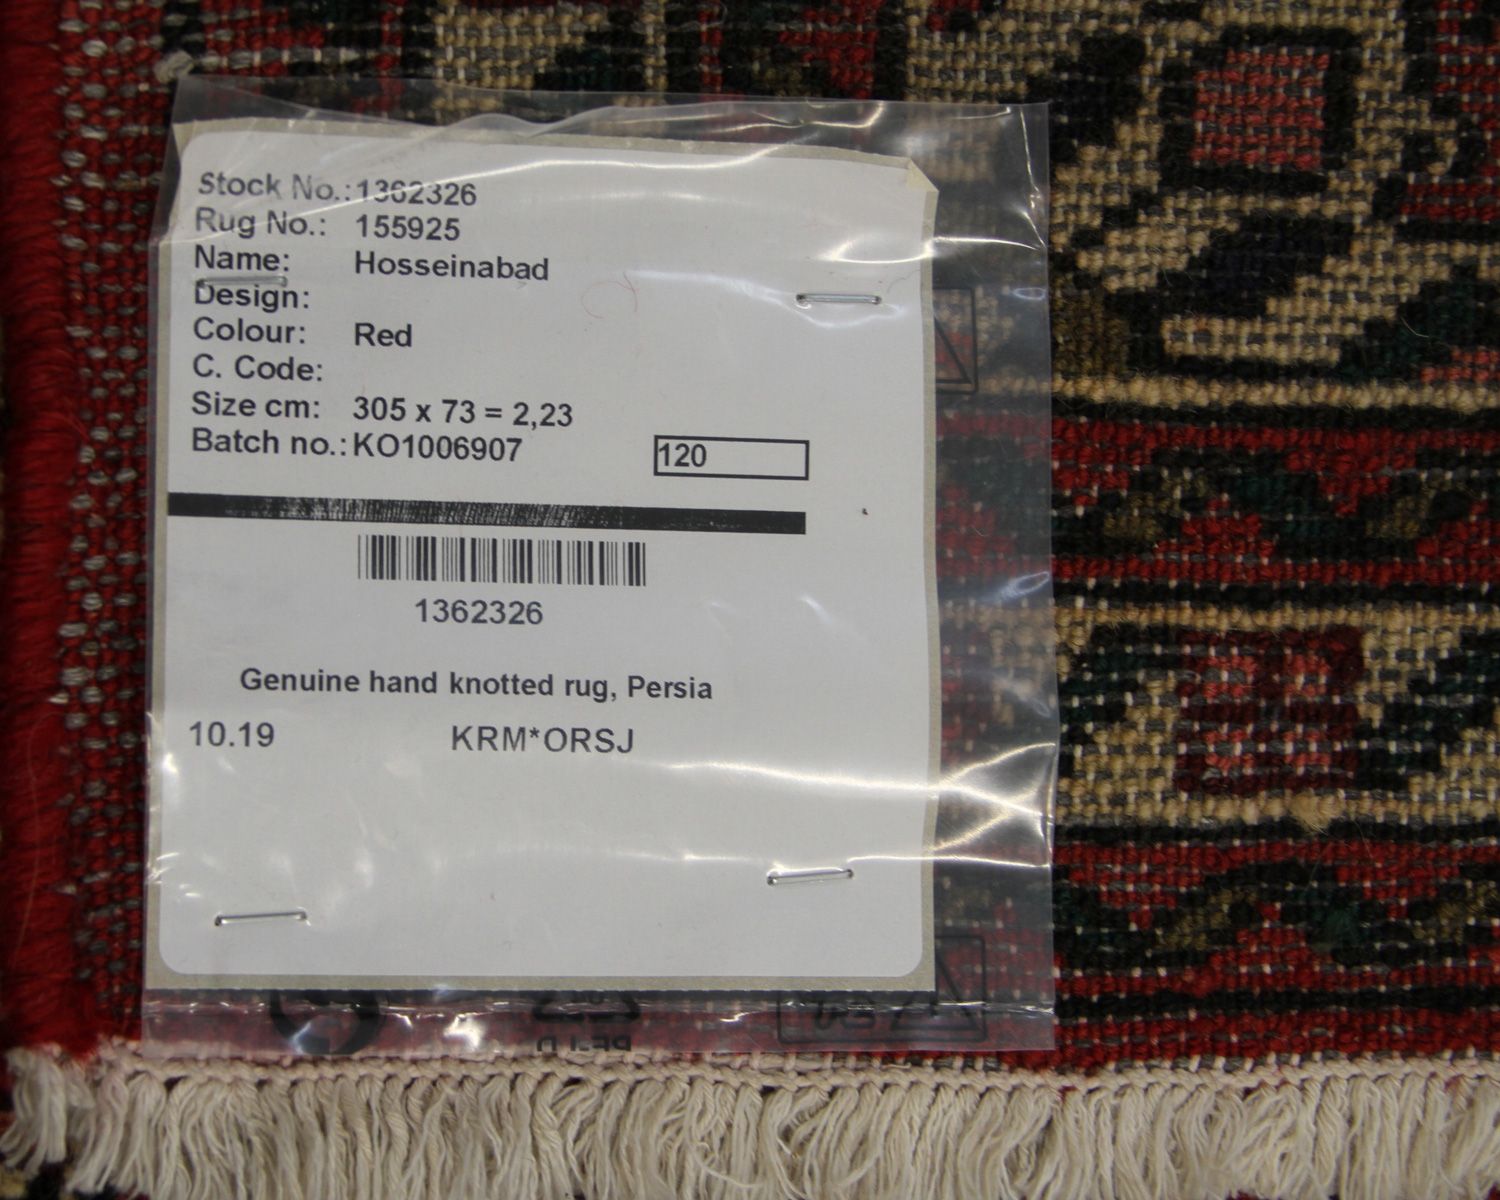 Stock No.: 1362326
Rug No.: 155925
Name: Hosseinabad
Design:
Colour: Red
C. Code:
Size cm: 305 x 73 = 2,23
Batch no.: KO1006907 120
1362326
Genuine hand knotted rug, Persia
10.19 KRM*ORSJ